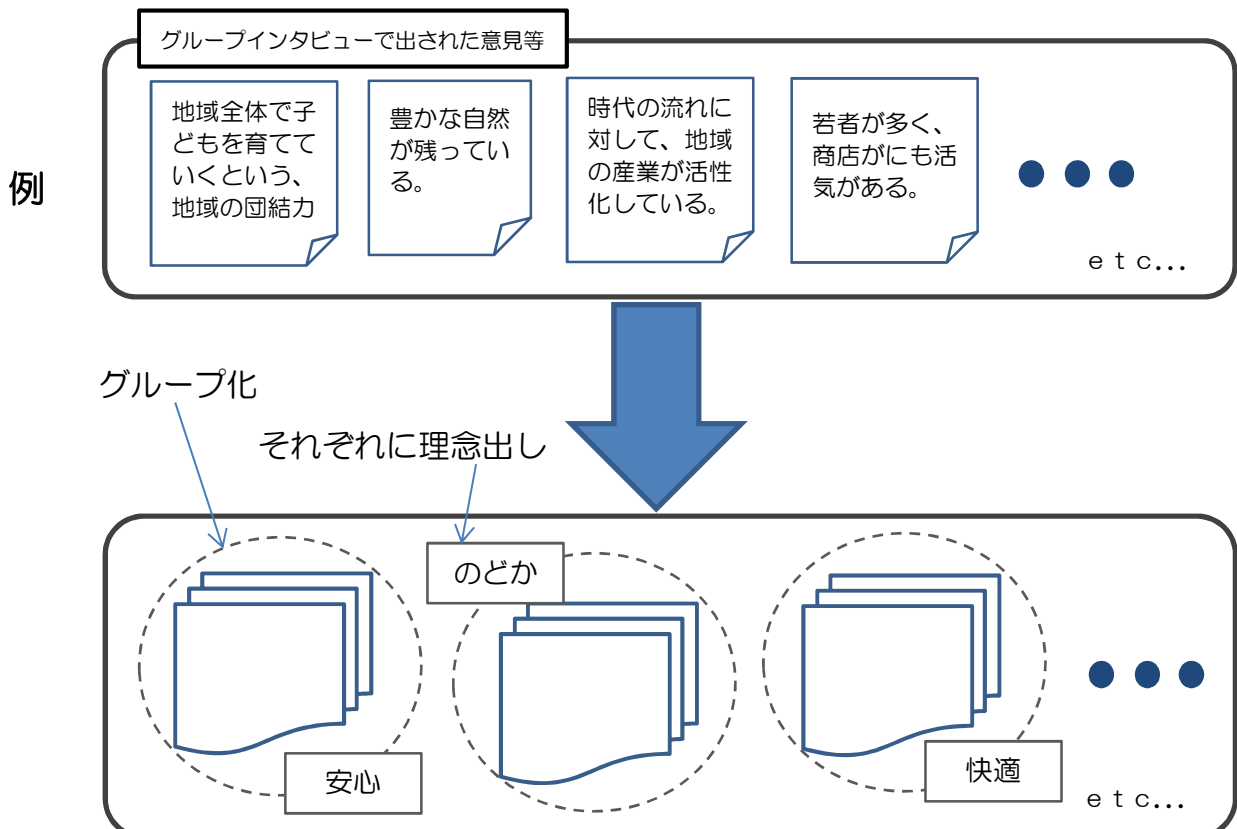 グループインタビューで出された意見等
例
地域全体で子
どもを育てて
いくという、
地域の団結力
豊かな自然
が残ってい
る。
時代の流れに
対して、地域
の産業が活性
化している。
若者が多く、
商店がにも活
気がある。
ｅｔｃ...
グループ化
それぞれに理念出し
のどか
安心
快適
ｅｔｃ...